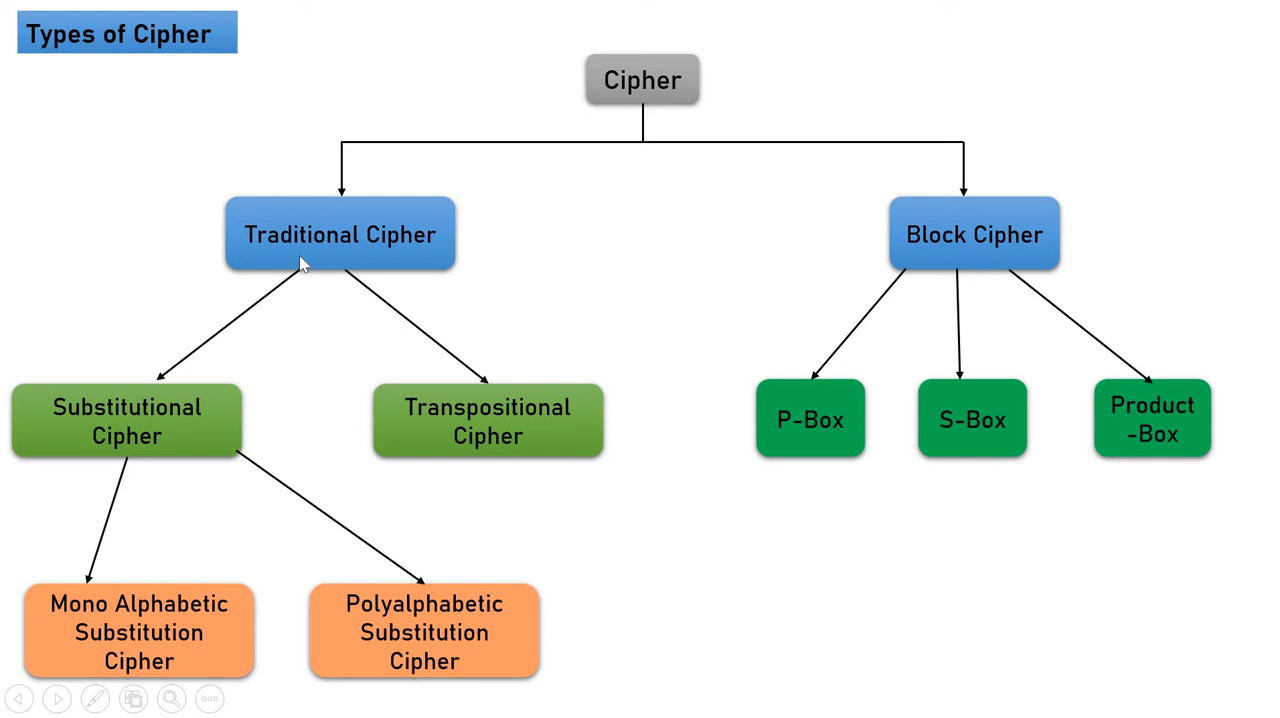 Types of Cipher
Cipher
Traditional Cipher
Block Cipher
Substitutional
Cipher
Transpositional
Cipher
P-Box
S-Box
Product
-Box
Mono Alphabetic
Substitution
Cipher
Polyalphabetic
Substitution
Cipher